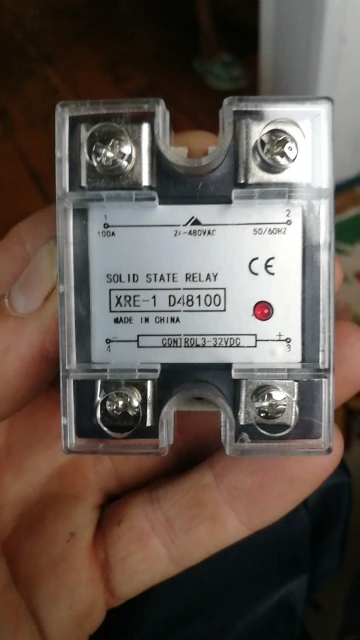 1 2
100A 24-480VAC 50/60HZ
CE
SOLID STATE RELAY
XRE-1 D48100
MADE IN CHINA
- +
CONTROL3-32VDC
4 3